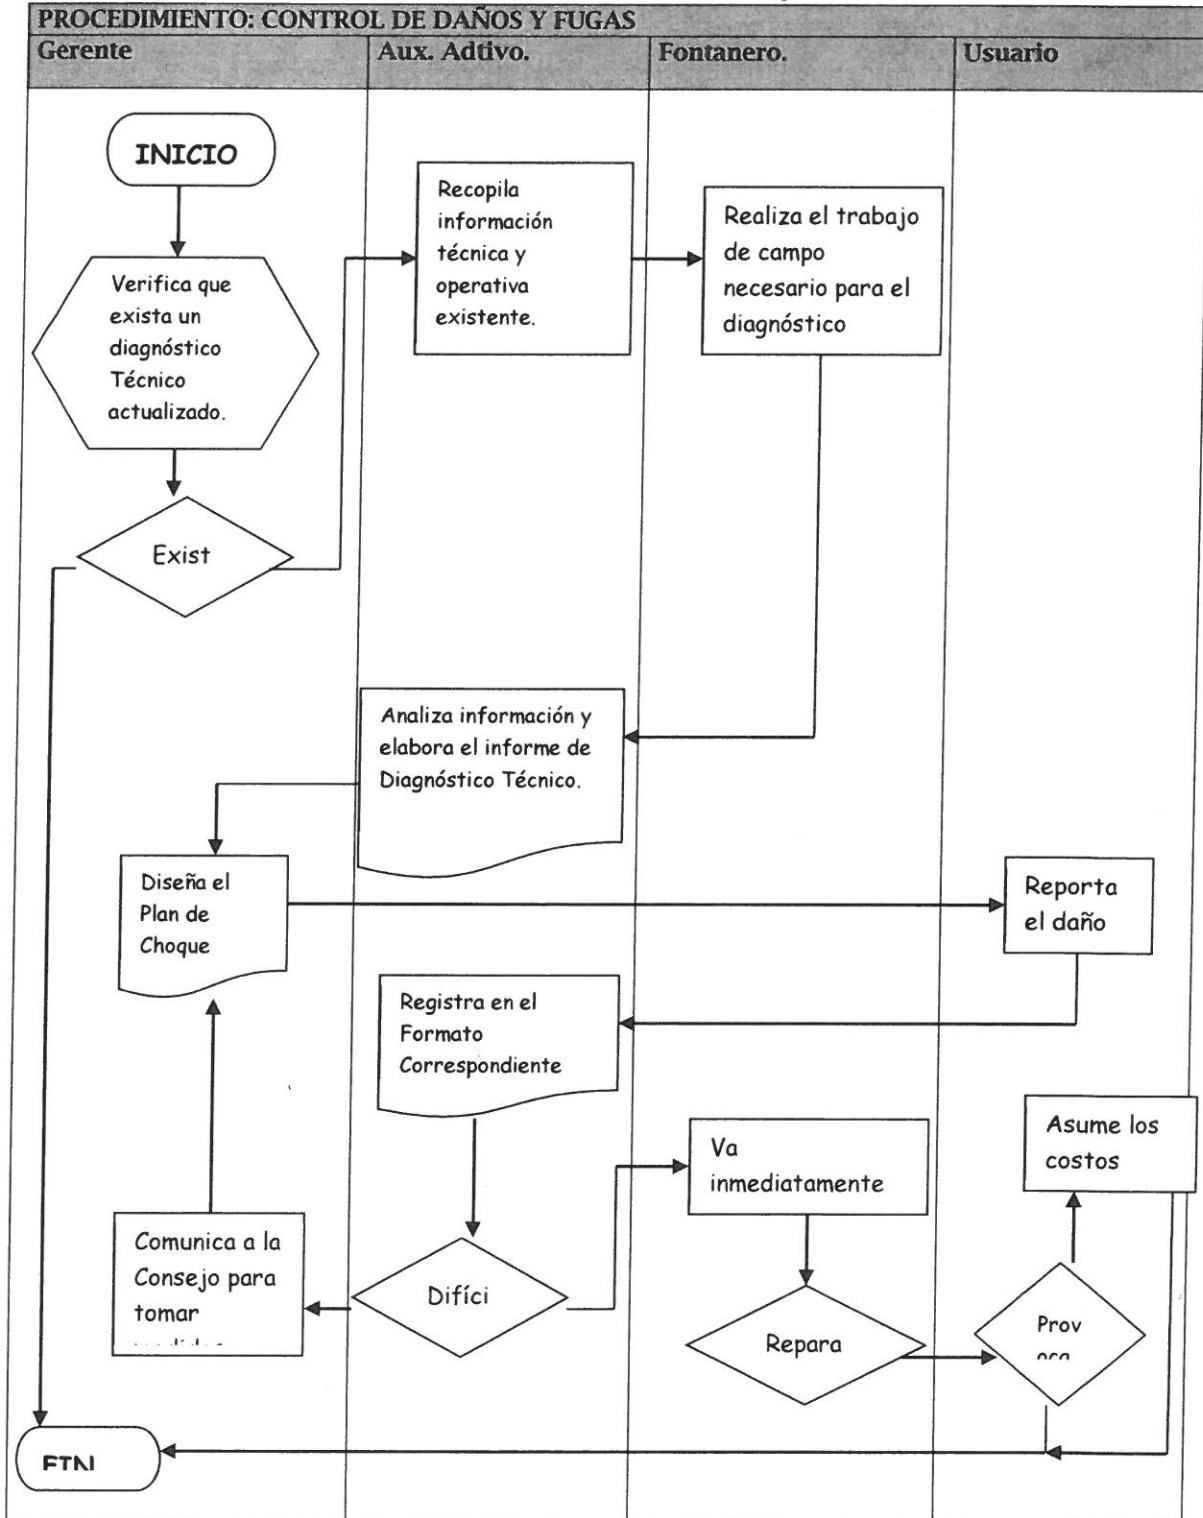 PROCEDIMIENTO: CONTROL DE DAÑOS Y FUGAS
Gerente
Aux. Adtivo.
Fontanero.
Usuario
INICIO
Verifica que
exista un
diagnóstico
Técnico
actualizado.
Recopila
información
técnica y
operativa
existente.
Realiza el trabajo
de campo
necesario para el
diagnóstico
Exist
Analiza información y
elabora el informe de
Diagnóstico Técnico.
Diseña el
Plan de
Choque
Reporta
el daño
Registra en el
Formato
Correspondiente
Va
inmediatamente
Asume los
costos
Comunica a la
Consejo para
tomar
Difíci
Repara
Prov
oca
FIN